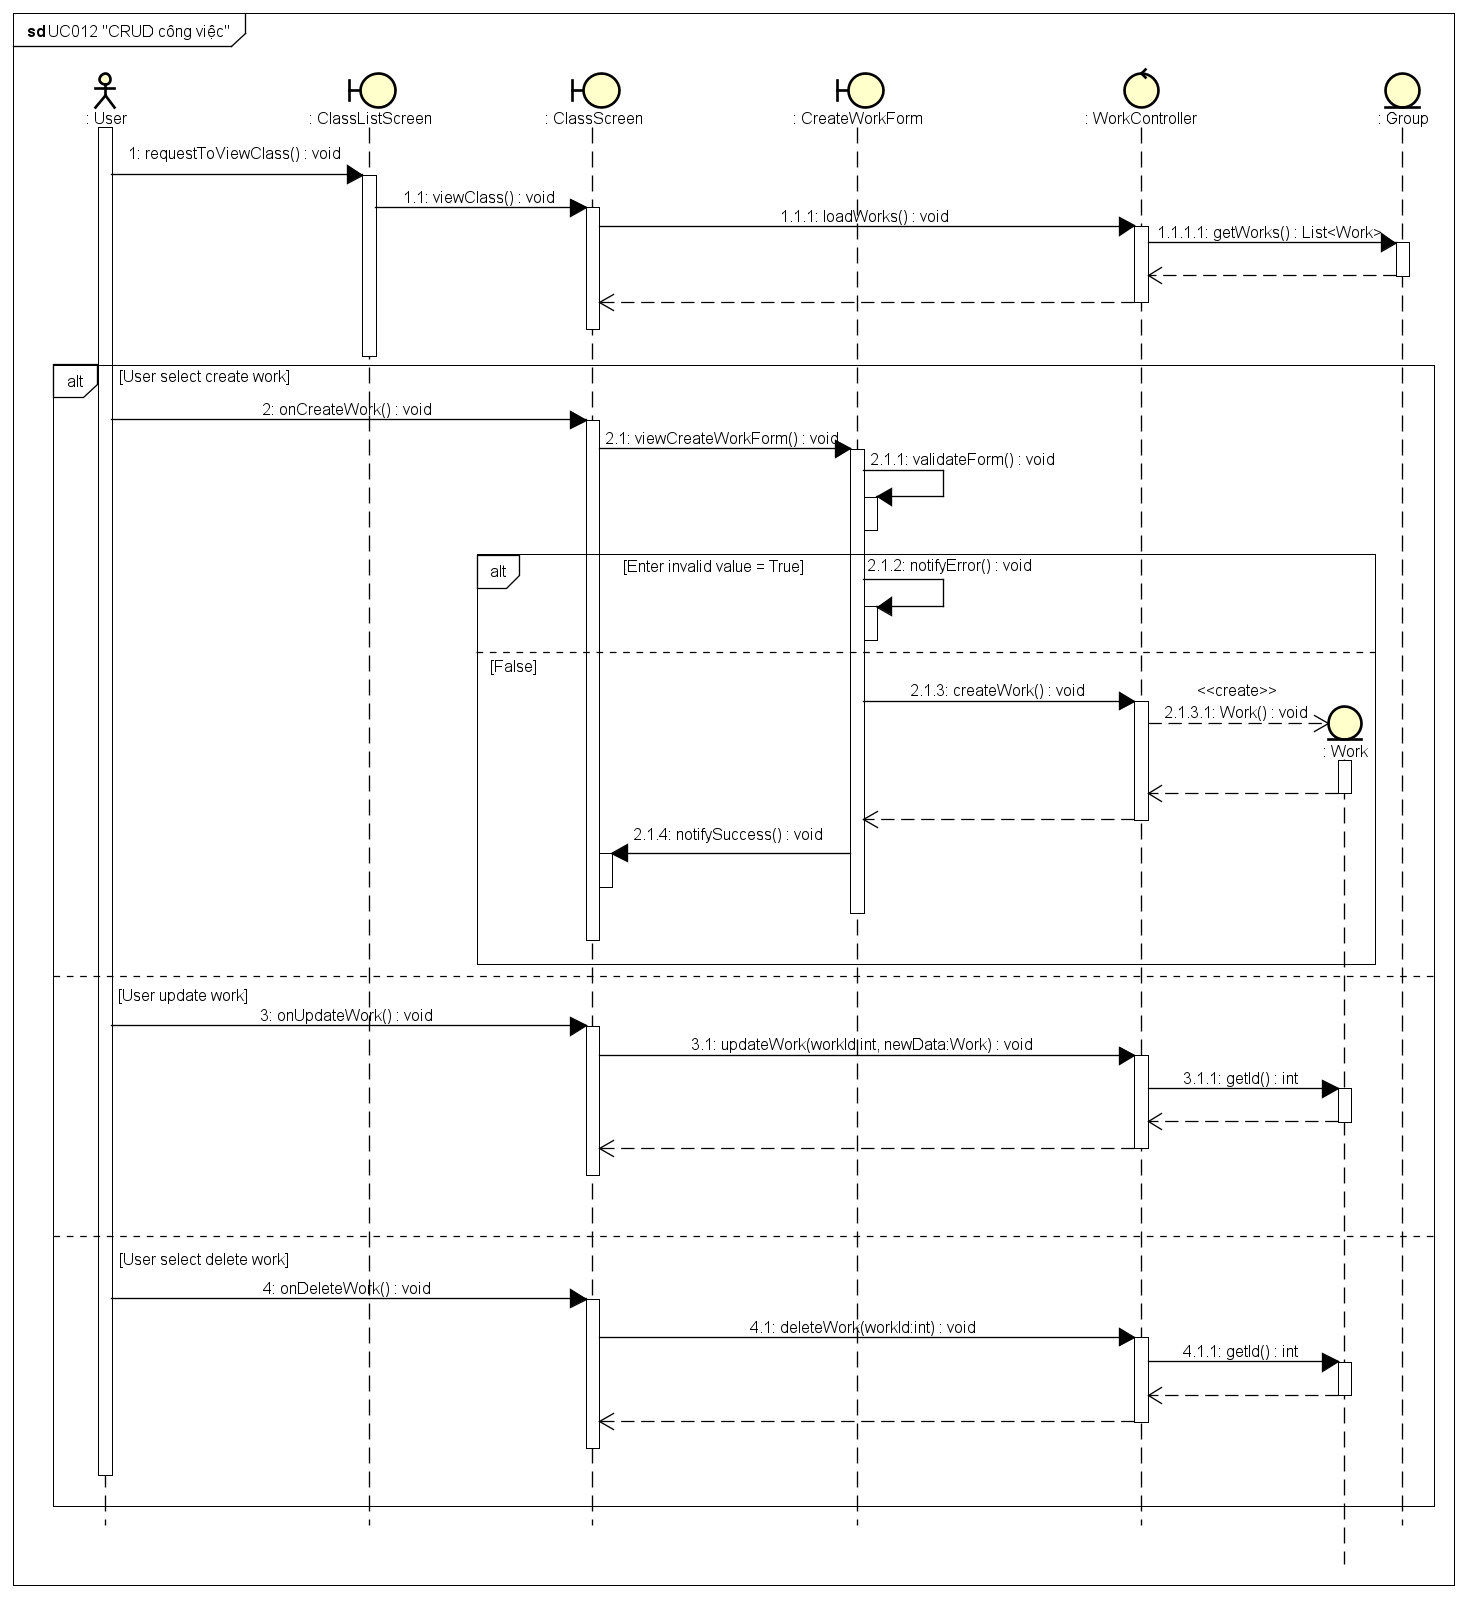 sd UC012 "CRUD công việc"
: User
: ClassListScreen
: ClassScreen
: CreateWorkForm
: WorkController
: Group
1: requestToViewClass() : void
1.1: viewClass() : void
1.1.1: loadWorks() : void
1.1.1.1: getWorks() : List<Work>
alt
[User select create work]
2: onCreateWork() : void
2.1: viewCreateWorkForm() : void
2.1.1: validateForm() : void
alt
[Enter invalid value = True]
2.1.2: notifyError() : void
[False]
2.1.3: createWork() : void
<<create>>
2.1.3.1: Work() : void
: Work
2.1.4: notifySuccess() : void
[User update work]
3: onUpdateWork() : void
3.1: updateWork(workId:int, newData:Work) : void
3.1.1: getId() : int
[User select delete work]
4: onDeleteWork() : void
4.1: deleteWork(workId:int) : void
4.1.1: getId() : int